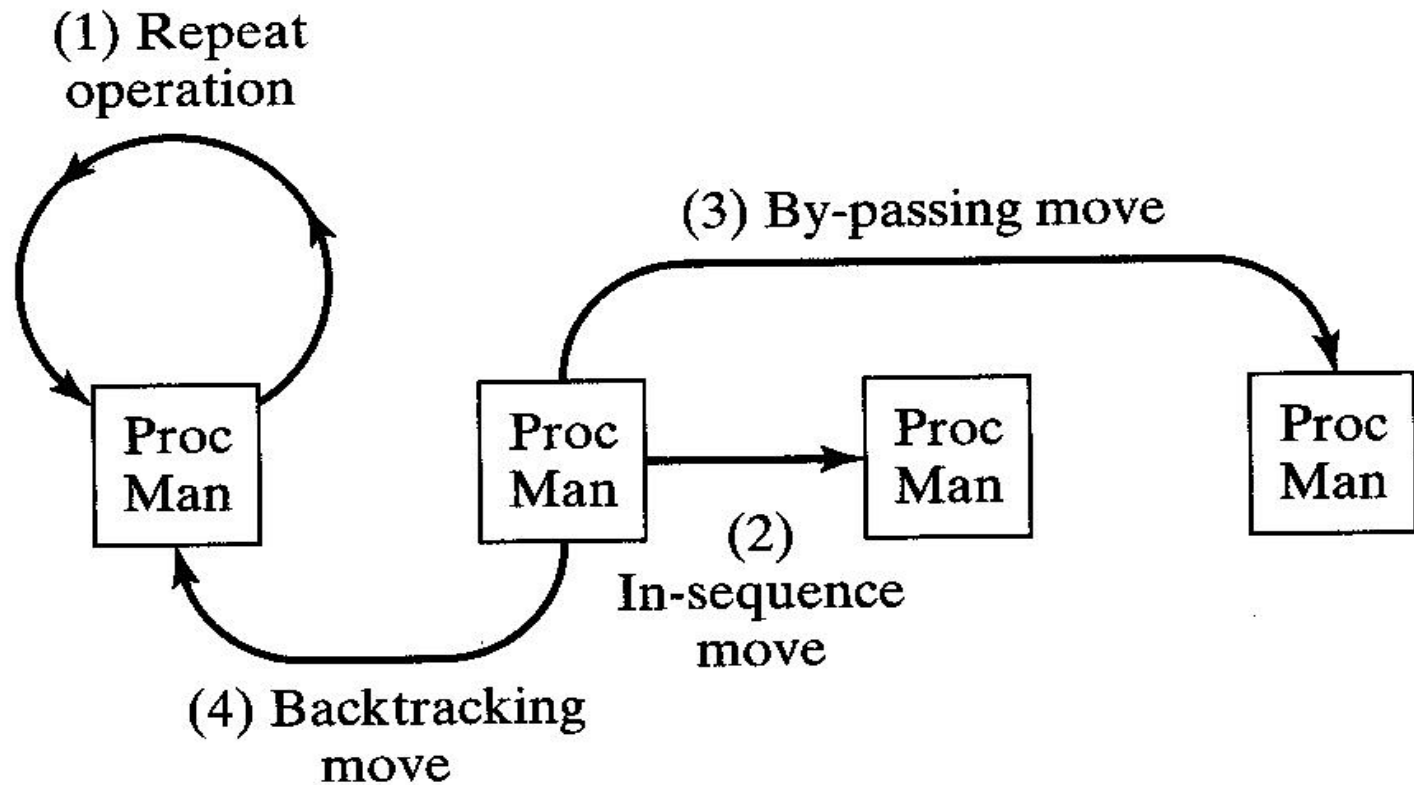 (1) Repeat
operation
(3) By-passing move
Proc
Man
Proc
Man
Proc
Man
Proc
Man
(2)
In-sequence
move
(4) Backtracking
move